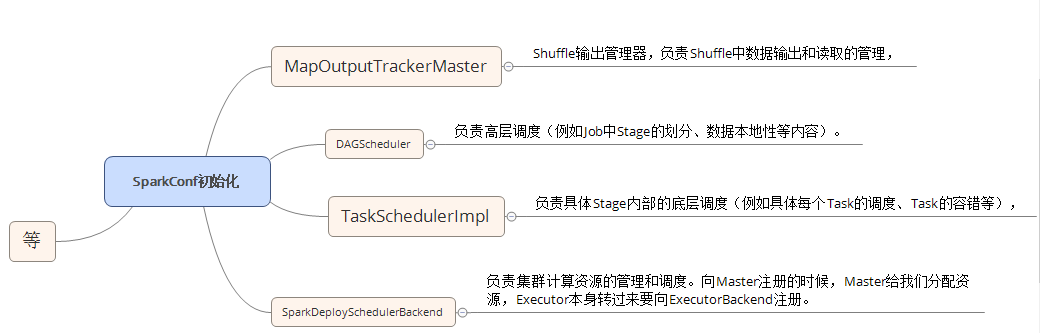 MapOutputTrackerMaster
Shuffle输出管理器，负责Shuffle中数据输出和读取的管理，
DAGScheduler
负责高层调度（例如Job中Stage的划分、数据本地性等内容）。
SparkConf初始化
TaskSchedulerImpl
负责具体Stage内部的底层调度（例如具体每个Task的调度、Task的容错等），
等
SparkDeploySchedulerBackend
负责集群计算资源的管理和调度。向Master注册的时候，Master给我们分配资
源，Executor本身转过来要向ExecutorBackend注册。